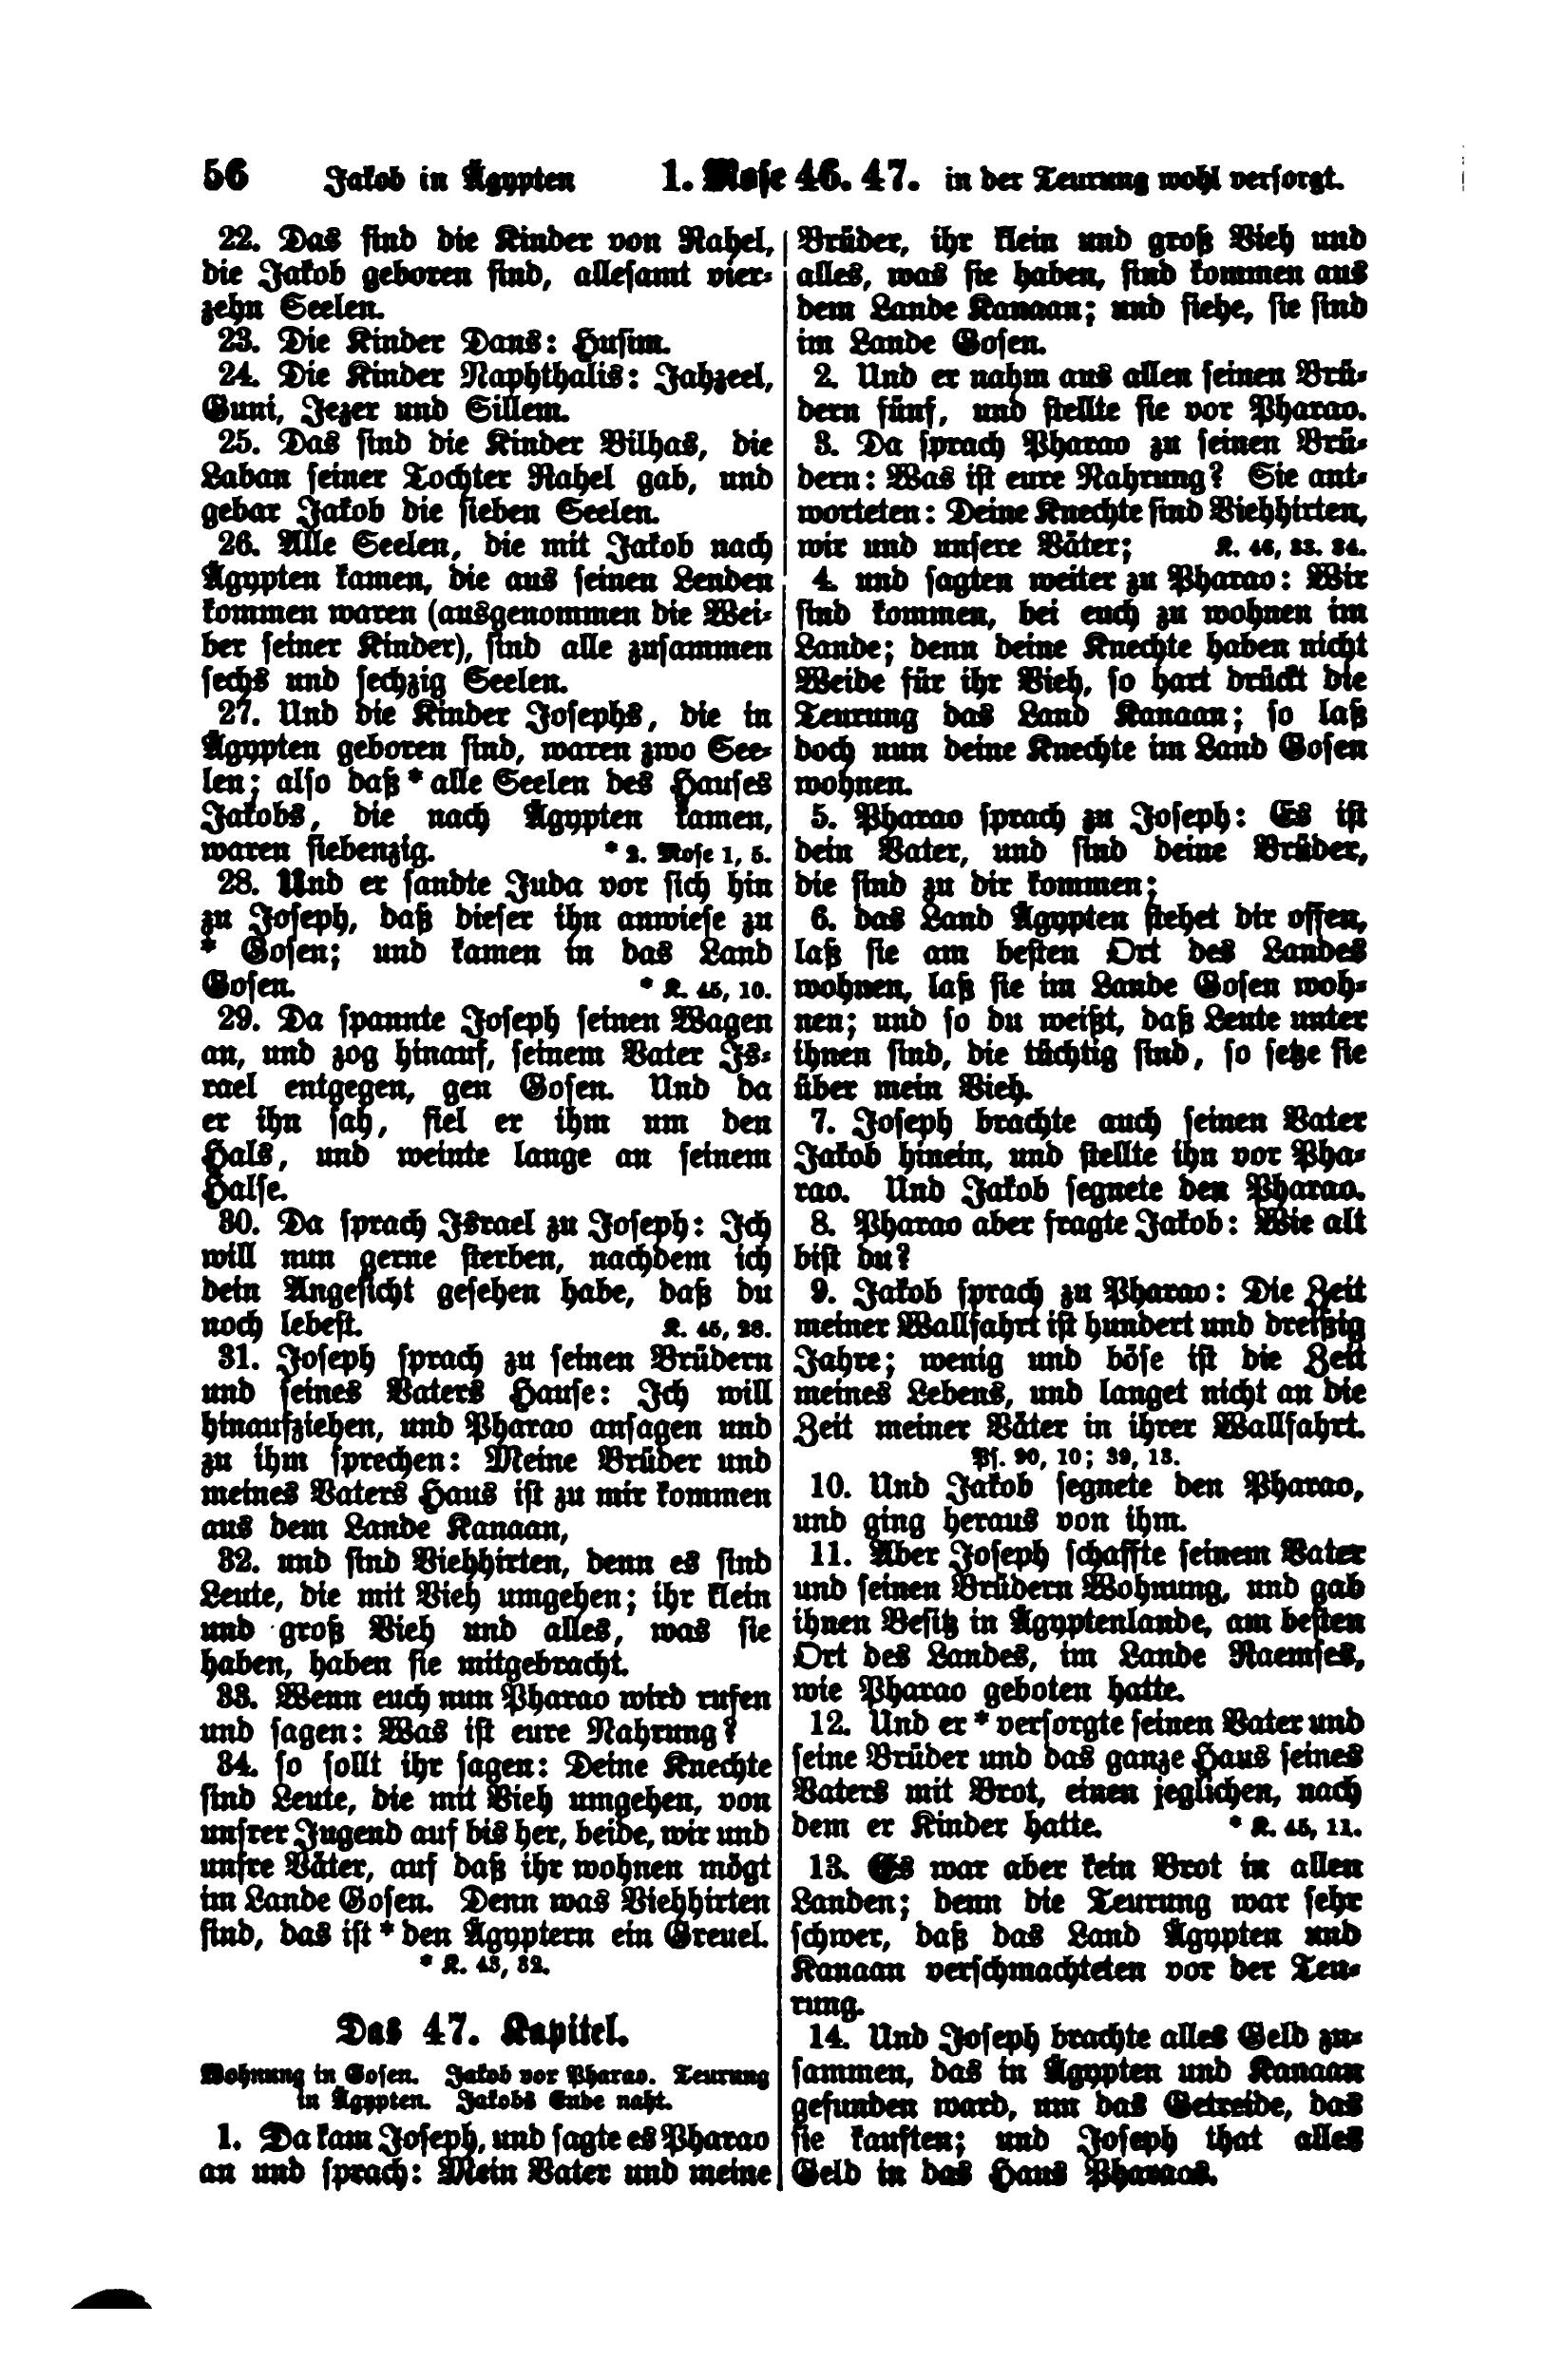 56 Jakob in Ägypten 1. Mose 46. 47. in der Teurung wohl versorgt.
22. Das sind die Kinder von Rahel,
die Jakob geboren sind, allesamt vier-
zehn Seelen.
23. Die Kinder Dans: Husim.
24. Die Kinder Naphthalis: Jahzeel,
Guni, Jezer und Sillem.
25. Das sind die Kinder Bilhas, die
Laban seiner Tochter Rahel gab, und
gebar Jakob die sieben Seelen.
26. Alle Seelen, die mit Jakob nach
Ägypten kamen, die aus seinen Lenden
kommen waren (ausgenommen die Wei-
ber seiner Kinder), sind alle zusammen
sechs und sechzig Seelen.
27. Und die Kinder Josephs, die in
Ägypten geboren sind, waren zwo See-
len; also daß * alle Seelen des Hauses
Jakobs, die nach Ägypten kamen,
waren siebenzig. * 2. Mose 1, 5.
28. Und er sandte Juda vor sich hin
zu Joseph, daß dieser ihn anwiese zu
* Gosen; und kamen in das Land
Gosen. * K. 45, 10.
29. Da spannte Joseph seinen Wagen
an, und zog hinauf, seinem Vater Is-
rael entgegen, gen Gosen. Und da
er ihn sah, fiel er ihm um den
Hals, und weinte lange an seinem
Halse.
30. Da sprach Israel zu Joseph: Ich
will nun gerne sterben, nachdem ich
dein Angesicht gesehen habe, daß du
noch lebest. K. 45, 28.
31. Joseph sprach zu seinen Brüdern
und seines Vaters Hause: Ich will
hinaufziehen, und Pharao ansagen und
zu ihm sprechen: Meine Brüder und
meines Vaters Haus ist zu mir kommen
aus dem Lande Kanaan,
32. und sind Viehhirten, denn es sind
Leute, die mit Vieh umgehen; ihr klein
und groß Vieh und alles, was sie
haben, haben sie mitgebracht.
33. Wenn euch nun Pharao wird rufen
und sagen: Was ist eure Nahrung?
34. so sollt ihr sagen: Deine Knechte
sind Leute, die mit Vieh umgehen, von
unsrer Jugend auf bis her, beide, wir und
unsre Väter, auf daß ihr wohnen mögt
im Lande Gosen. Denn was Viehhirten
sind, das ist * den Ägyptern ein Greuel.
* K. 43, 32.
Das 47. Kapitel.
Wohnung in Gosen. Jakob vor Pharao. Teurung
in Ägypten. Jakobs Ende naht.
1. Da kam Joseph, und sagte es Pharao
an und sprach: Mein Vater und meine
Brüder, ihr klein und groß Vieh und
alles, was sie haben, sind kommen aus
dem Lande Kanaan; und siehe, sie sind
im Lande Gosen.
2. Und er nahm aus allen seinen Brü-
dern fünf, und stellte sie vor Pharao.
3. Da sprach Pharao zu seinen Brü-
dern: Was ist eure Nahrung? Sie ant-
worteten: Deine Knechte sind Viehhirten,
wir und unsere Väter; K. 46, 33. 34.
4. und sagten weiter zu Pharao: Wir
sind kommen, bei euch zu wohnen im
Lande; denn deine Knechte haben nicht
Weide für ihr Vieh, so hart drückt die
Teurung das Land Kanaan; so laß
doch nun deine Knechte im Land Gosen
wohnen.
5. Pharao sprach zu Joseph: Es ist
dein Vater, und sind deine Brüder,
die sind zu dir kommen;
6. das Land Ägypten stehet dir offen,
laß sie am besten Ort des Landes
wohnen, laß sie im Lande Gosen woh-
nen; und so du weißt, daß Leute unter
ihnen sind, die tüchtig sind, so setze sie
über mein Vieh.
7. Joseph brachte auch seinen Vater
Jakob hinein, und stellte ihn vor Pha-
rao. Und Jakob segnete den Pharao.
8. Pharao aber fragte Jakob: Wie alt
bist du?
9. Jakob sprach zu Pharao: Die Zeit
meiner Wallfahrt ist hundert und dreißig
Jahre; wenig und böse ist die Zeit
meines Lebens, und langet nicht an die
Zeit meiner Väter in ihrer Wallfahrt.
Ps. 90, 10; 39, 13.
10. Und Jakob segnete den Pharao,
und ging heraus von ihm.
11. Aber Joseph schaffte seinem Vater
und seinen Brüdern Wohnung, und gab
ihnen Besitz in Ägyptenlande, am besten
Ort des Landes, im Lande Raemses,
wie Pharao geboten hatte.
12. Und er * versorgte seinen Vater und
seine Brüder und das ganze Haus seines
Vaters mit Brot, einen jeglichen, nach
dem er Kinder hatte. * K. 45, 11.
13. Es war aber kein Brot in allen
Landen; denn die Teurung war sehr
schwer, daß das Land Ägypten und
Kanaan verschmachteten vor der Teu-
rung.
14. Und Joseph brachte alles Geld zu-
sammen, das in Ägypten und Kanaan
gefunden ward, um das Getreide, das
sie kauften; und Joseph that alles
Geld in das Haus Pharaos.